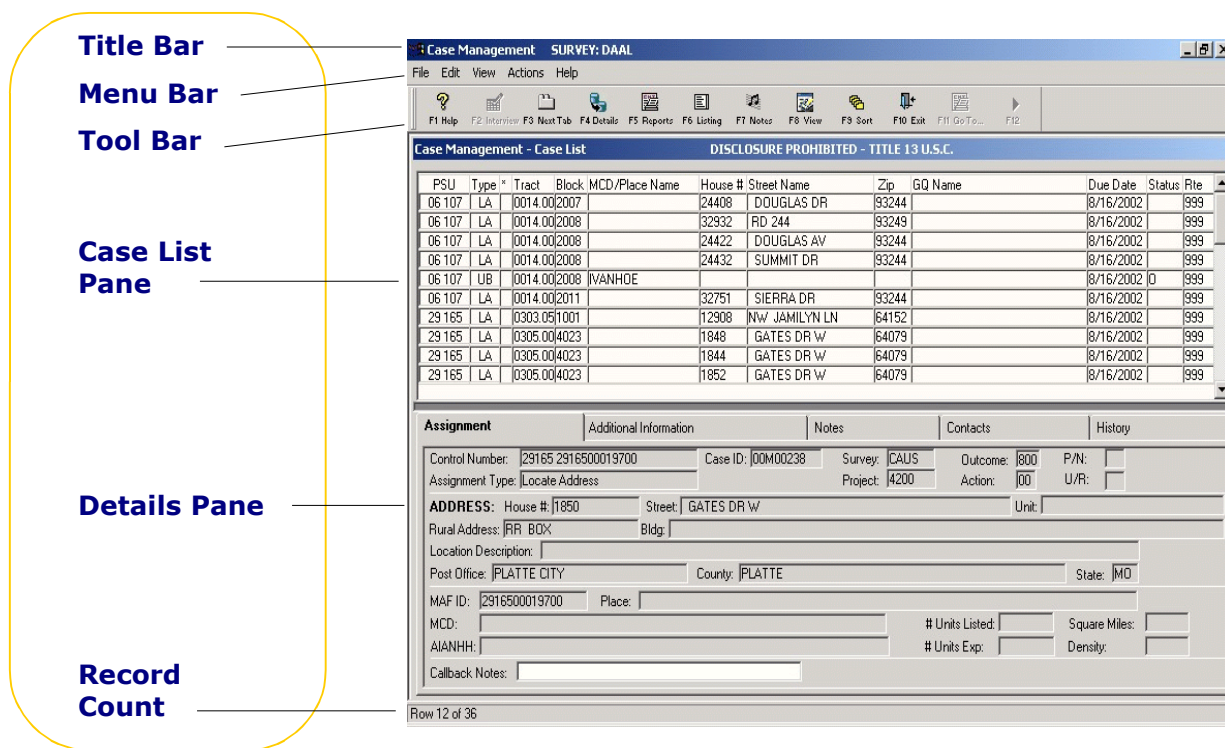 Title Bar
Menu Bar
Tool Bar
Case List
Pane
Details Pane
Record
Count
Case Management SURVEY: DAAL
File Edit View Actions Help
F1 Help F2 Interview F3 Next Tab F4 Details F5 Reports F6 Listing F7 Notes F8 View F9 Sort F10 Exit F11 Go To... F12
Case Management - Case List DISCLOSURE PROHIBITED - TITLE 13 U.S.C.
PSU Type * Tract Block MCD/Place Name House # Street Name Zip GQ Name Due Date Status Rte
06 107 LA 0014.00 2007 24408 DOUGLAS DR 93244 8/16/2002 999
06 107 LA 0014.00 2008 32932 RD 244 93249 8/16/2002 999
06 107 LA 0014.00 2008 24422 DOUGLAS AV 93244 8/16/2002 999
06 107 LA 0014.00 2008 24432 SUMMIT DR 93244 8/16/2002 999
06 107 UB 0014.00 2008 IVANHOE 8/16/2002 0 999
06 107 LA 0014.00 2011 32751 SIERRA DR 93244 8/16/2002 999
29 165 LA 0303.05 1001 12908 NW JAMILYN LN 64152 8/16/2002 999
29 165 LA 0305.00 4023 1848 GATES DR W 64079 8/16/2002 999
29 165 LA 0305.00 4023 1844 GATES DR W 64079 8/16/2002 999
29 165 LA 0305.00 4023 1852 GATES DR W 64079 8/16/2002 999
Assignment Additional Information Notes Contacts History
Control Number: 29165 2916500019700 Case ID: 00M00238 Survey: CAUS Outcome: 800 P/N:
Assignment Type: Locate Address Project: 4200 Action: 00 U/R:
ADDRESS: House #: 1850 Street: GATES DR W Unit:
Rural Address: RR BOX Bldg:
Location Description:
Post Office: PLATTE CITY County: PLATTE State: MO
MAF ID: 2916500019700 Place:
MCD: # Units Listed: Square Miles:
AIANHH: # Units Exp: Density:
Callback Notes:
Row 12 of 36